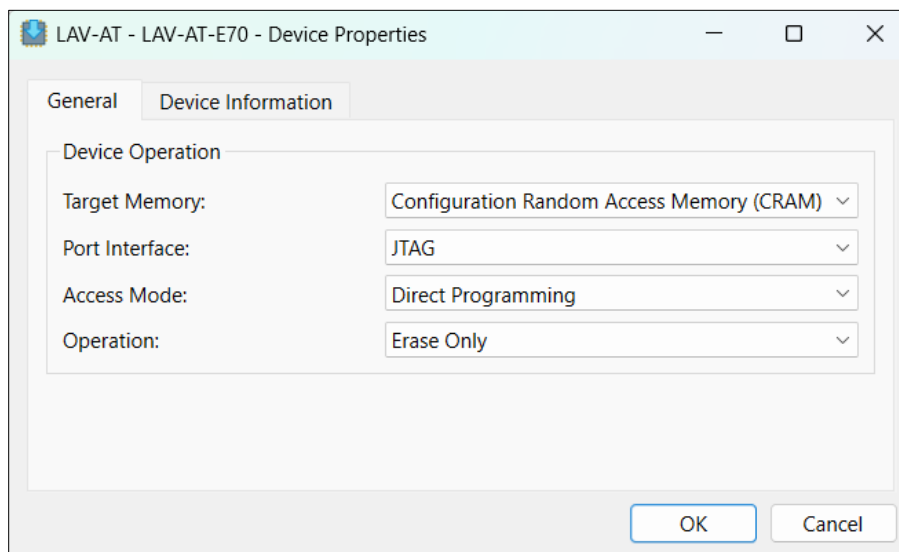 LAV-AT - LAV-AT-E70 - Device Properties
General Device Information
Device Operation
Target Memory: Configuration Random Access Memory (CRAM)
Port Interface: JTAG
Access Mode: Direct Programming
Operation: Erase Only
OK Cancel